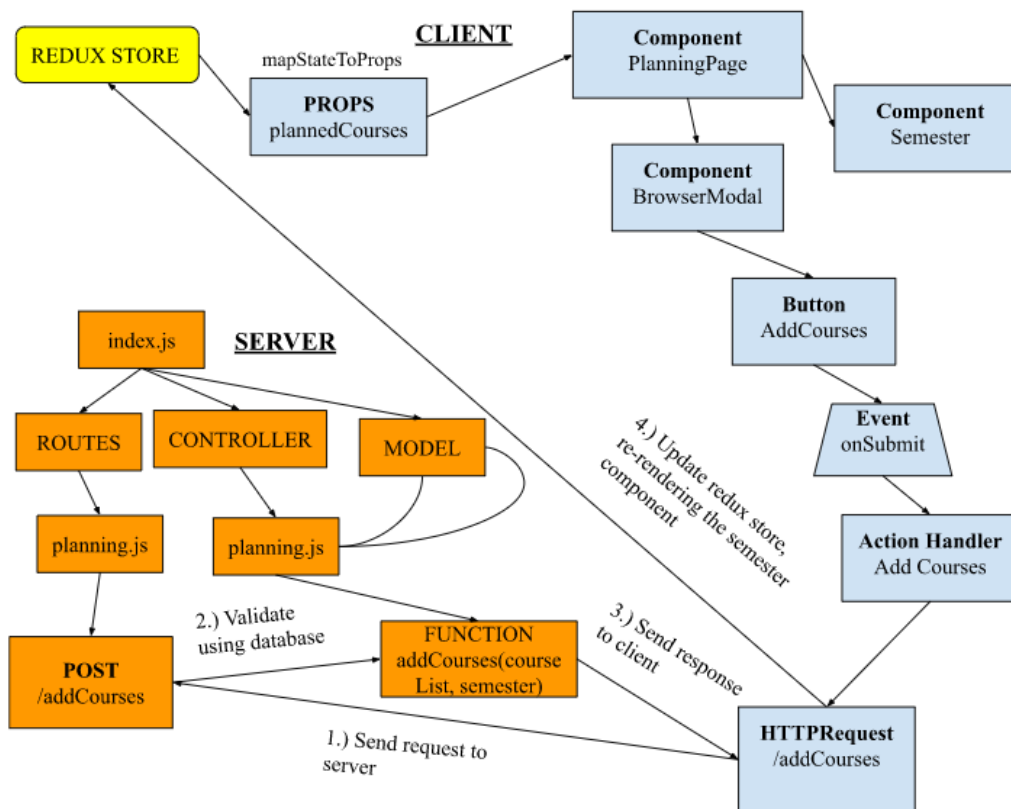 CLIENT
REDUX STORE
mapStateToProps
PROPS
plannedCourses
Component
PlanningPage
Component
Semester
Component
BrowserModal
Button
AddCourses
Event
onSubmit
Action Handler
Add Courses
HTTPRequest
/addCourses
SERVER
index.js
ROUTES
CONTROLLER
MODEL
planning.js
planning.js
POST
/addCourses
FUNCTION
addCourses(course
List, semester)
1.) Send request to
server
2.) Validate
using database
3.) Send response
to client
4.) Update redux store,
re-rendering the semester
component